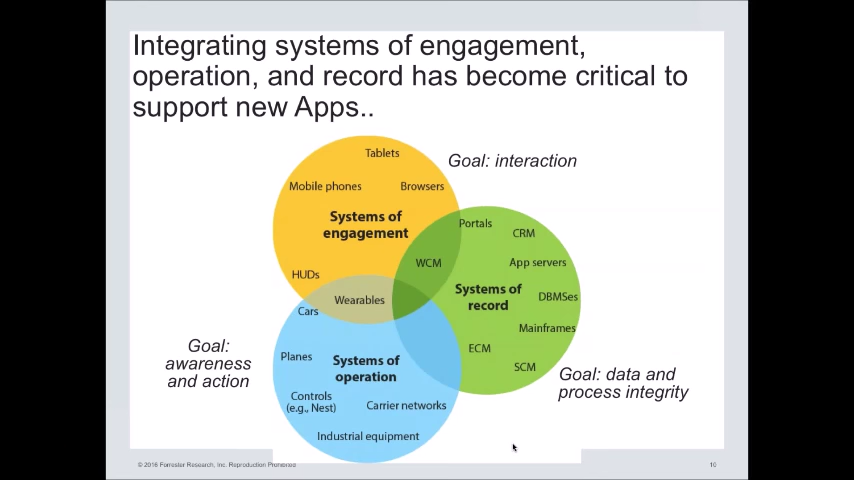 Integrating systems of engagement,
operation, and record has become critical to
support new Apps..
Tablets
Goal: interaction
Mobile phones
Browsers
Systems of
engagement
Portals
CRM
WCM
App servers
HUDs
Systems of
record
DBMSes
Wearables
Cars
Mainframes
Goal:
awareness
and action
Planes
Systems of
operation
ECM
SCM
Goal: data and
process integrity
Controls
(e.g., Nest)
Carrier networks
Industrial equipment
© 2016 Forrester Research, Inc. Reproduction Prohibited
10